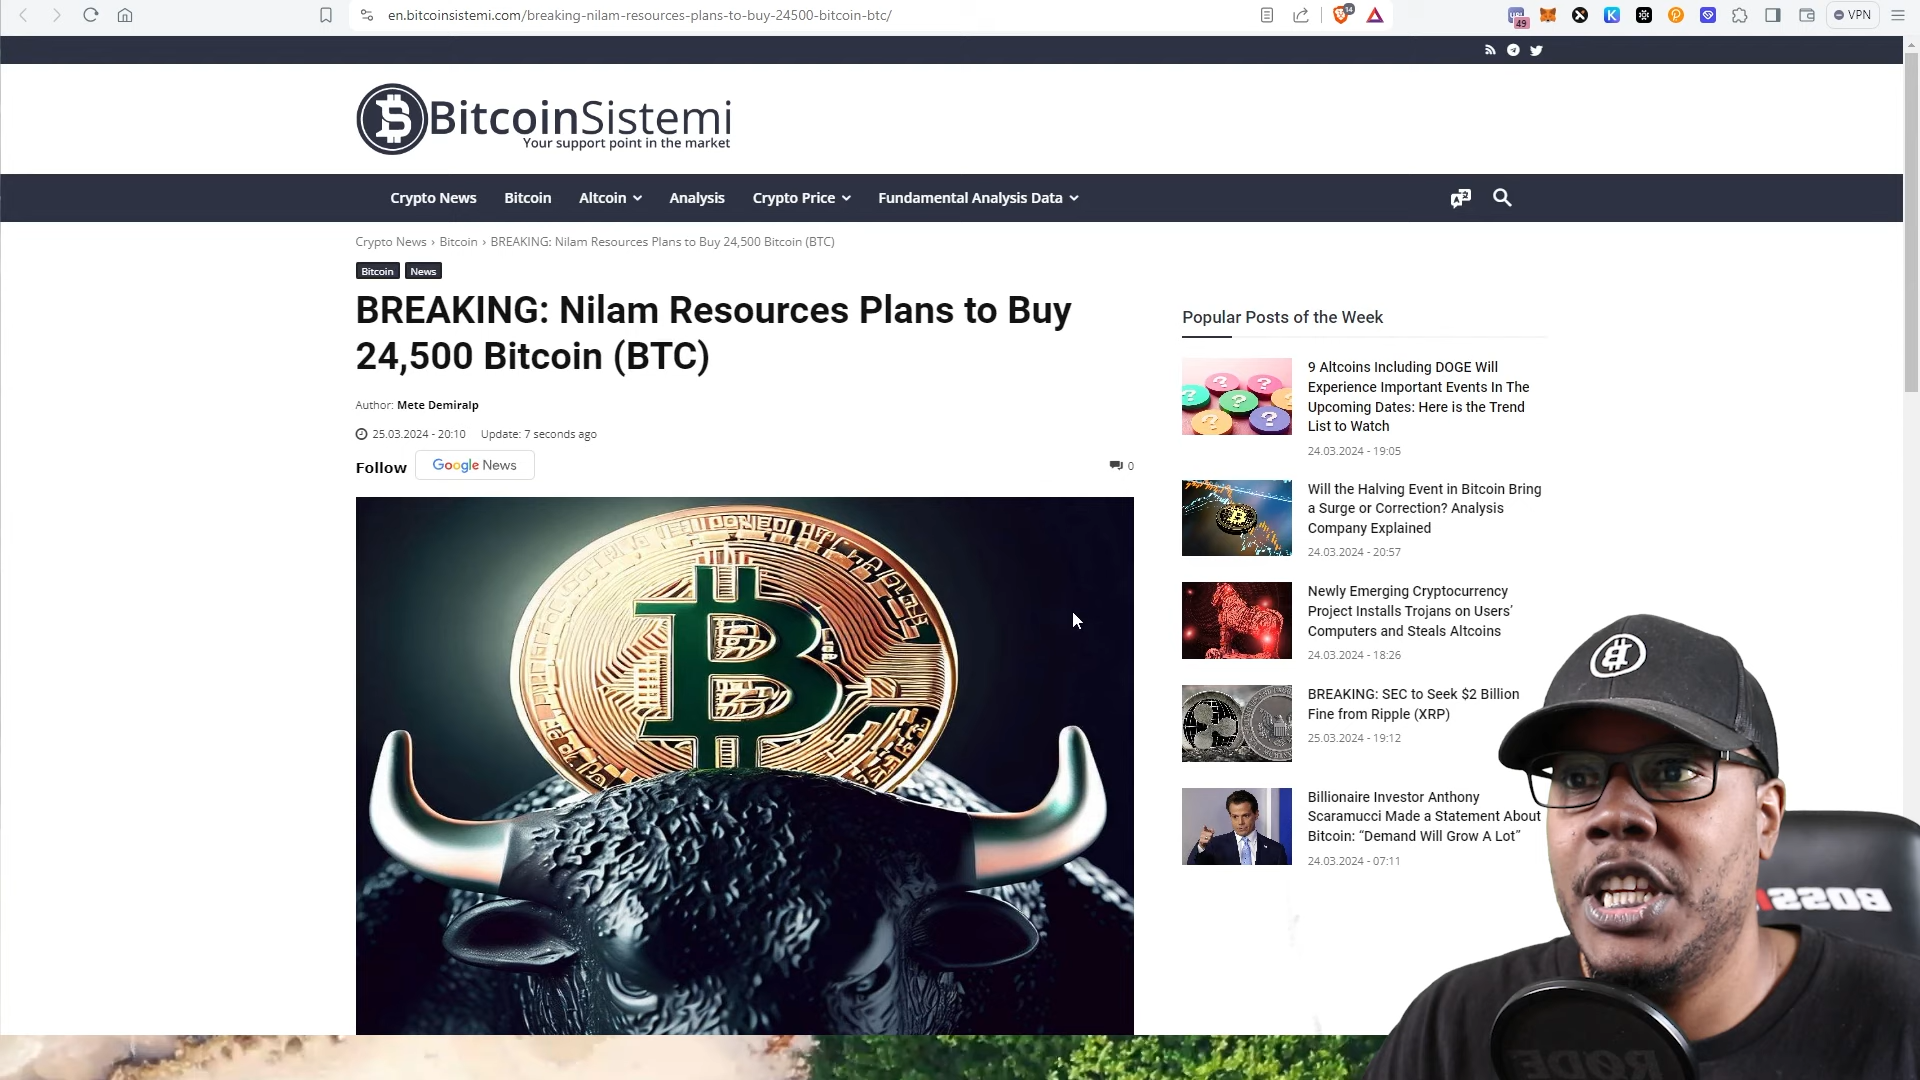 en.bitcoinsistemi.com/breaking-nilam-resources-plans-to-buy-24500-bitcoin-btc/
14
49
VPN
BitcoinSistemi
Your support point in the market
Crypto News Bitcoin Altcoin Analysis Crypto Price Fundamental Analysis Data
Crypto News › Bitcoin › BREAKING: Nilam Resources Plans to Buy 24,500 Bitcoin (BTC)
Bitcoin News
BREAKING: Nilam Resources Plans to Buy
24,500 Bitcoin (BTC)
Author: Mete Demiralp
25.03.2024 - 20:10 Update: 7 seconds ago
Follow Google News
0
Popular Posts of the Week
9 Altcoins Including DOGE Will
Experience Important Events In The
Upcoming Dates: Here is the Trend
List to Watch
24.03.2024 - 19:05
Will the Halving Event in Bitcoin Bring
a Surge or Correction? Analysis
Company Explained
24.03.2024 - 20:57
Newly Emerging Cryptocurrency
Project Installs Trojans on Users’
Computers and Steals Altcoins
24.03.2024 - 18:26
BREAKING: SEC to Seek $2 Billion
Fine from Ripple (XRP)
25.03.2024 - 19:12
Billionaire Investor Anthony
Scaramucci Made a Statement About
Bitcoin: “Demand Will Grow A Lot”
24.03.2024 - 07:11
RØDE